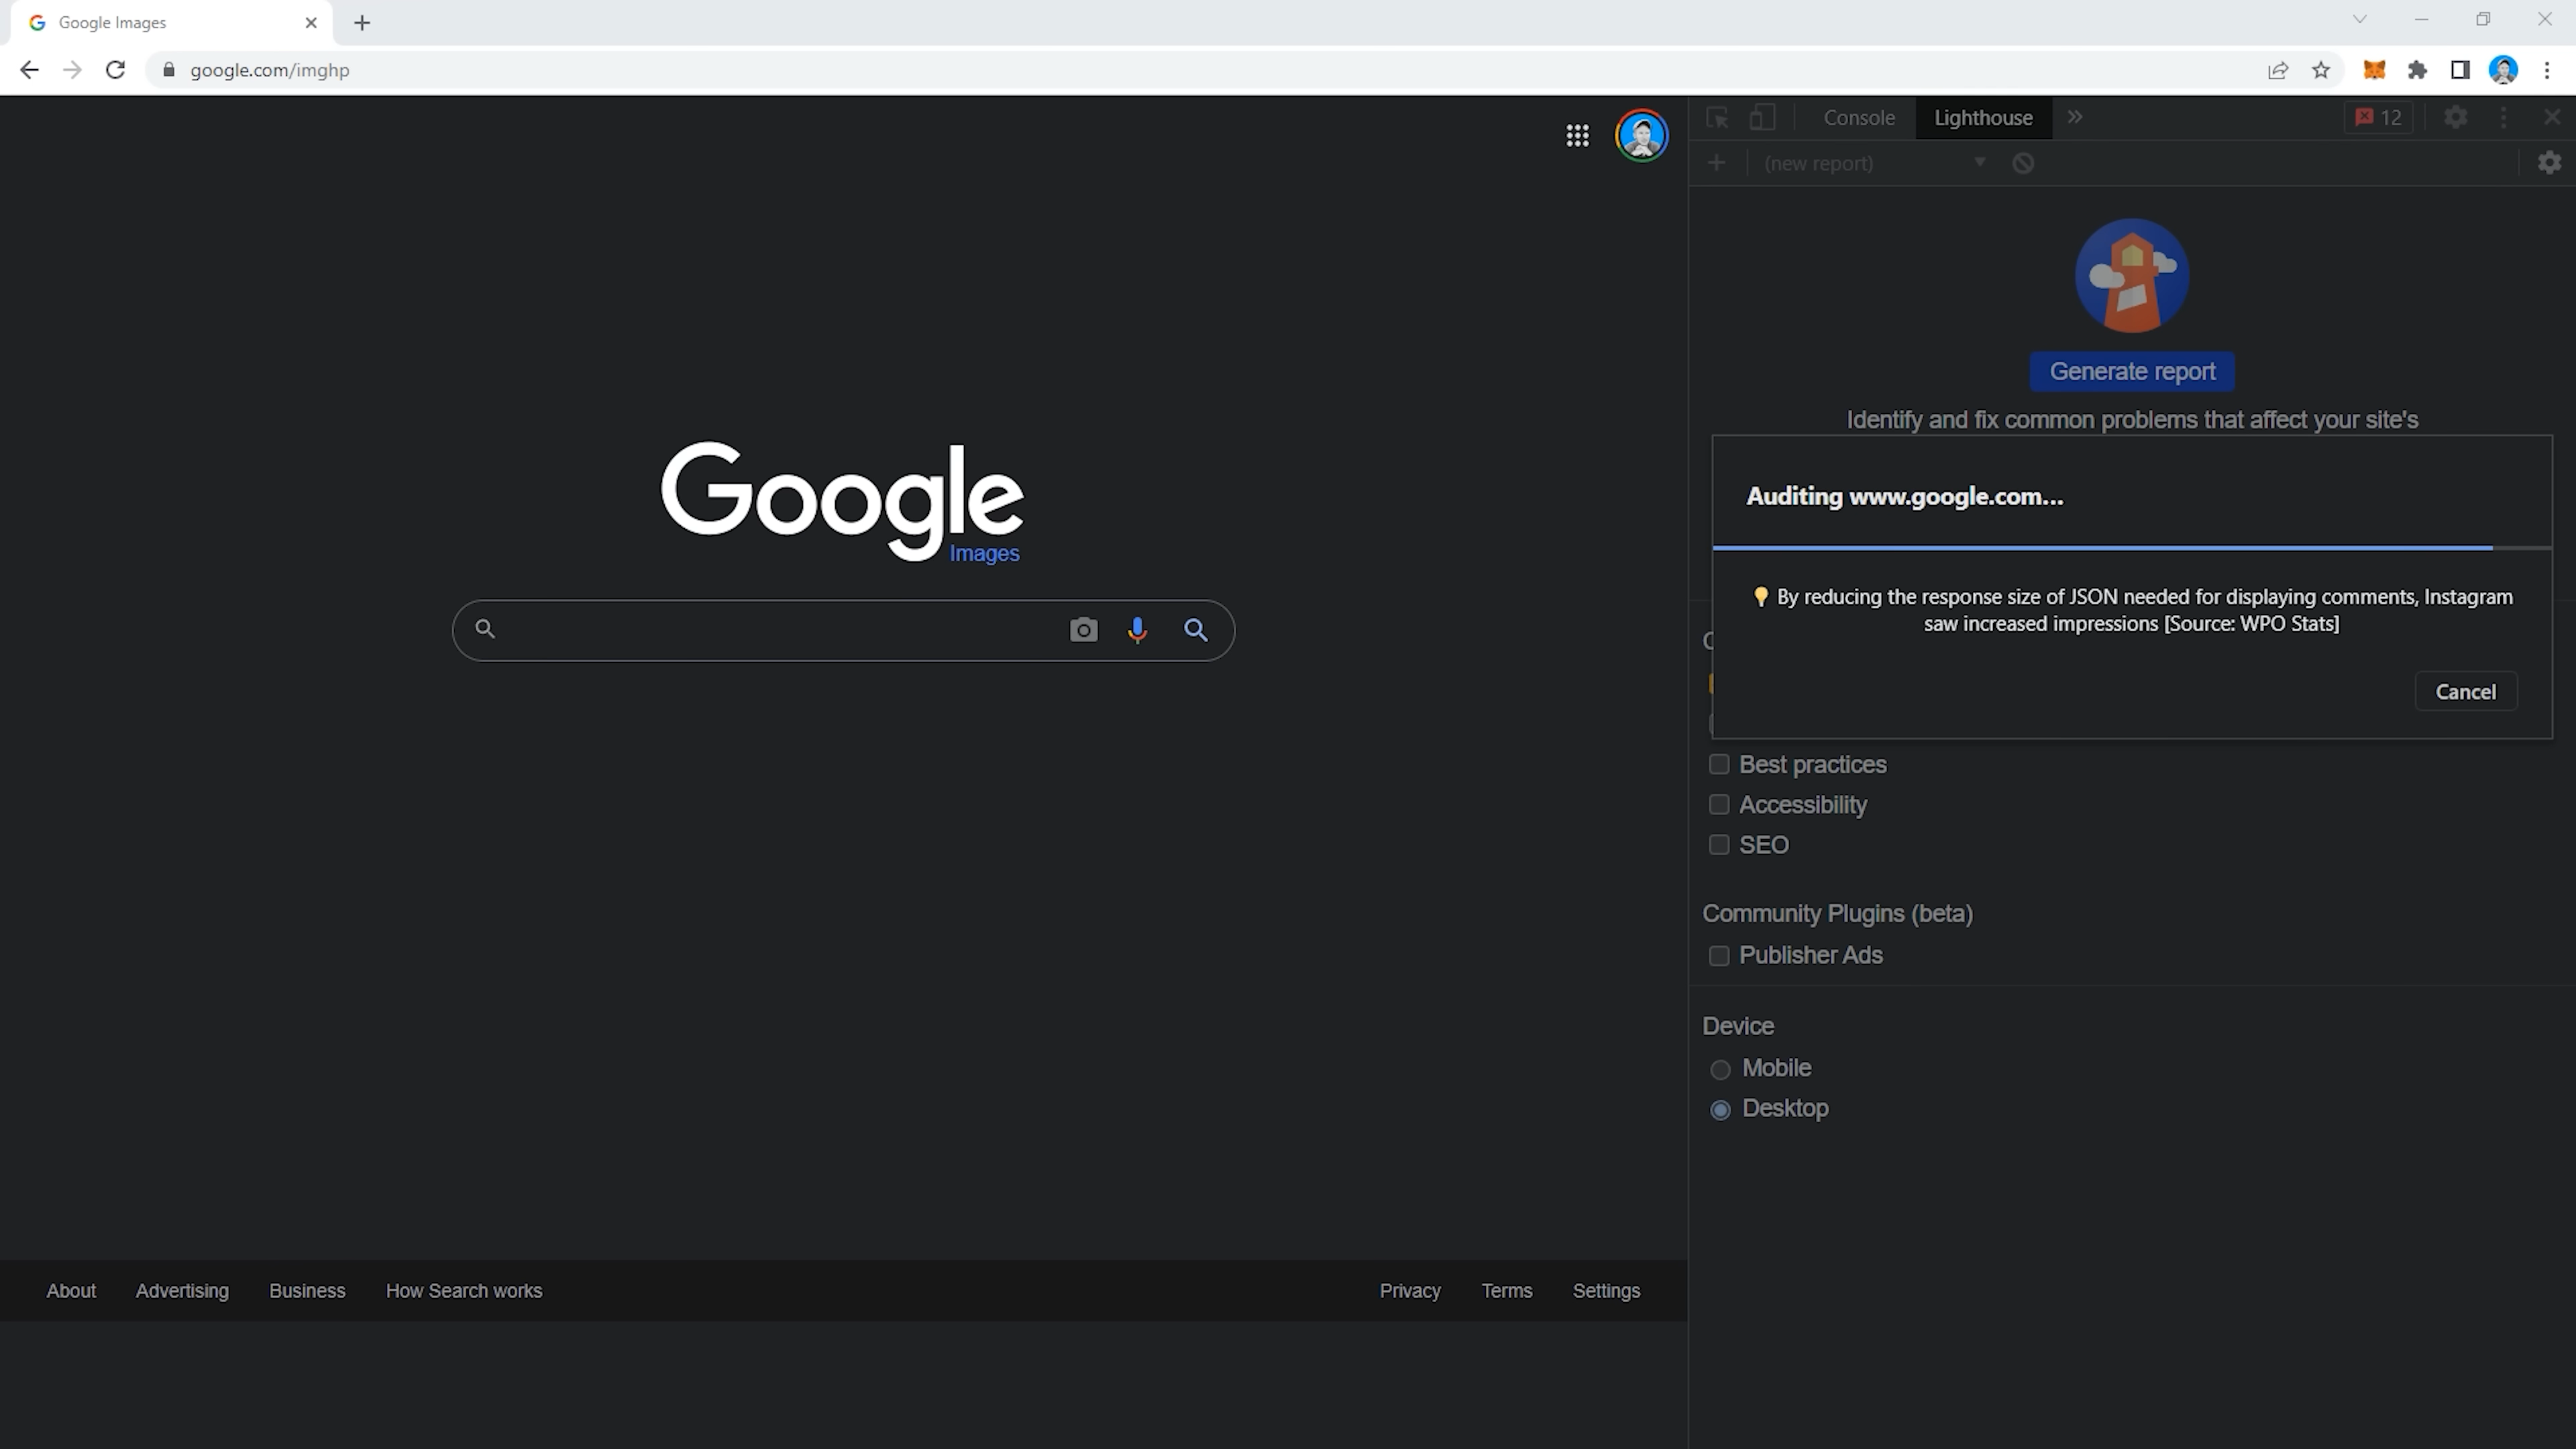 Google Images
google.com/imghp
Console
Lighthouse
12
(new report)
Generate report
Identify and fix common problems that affect your site's
Auditing www.google.com...
By reducing the response size of JSON needed for displaying comments, Instagram
saw increased impressions [Source: WPO Stats]
Cancel
Google
Images
Best practices
Accessibility
SEO
Community Plugins (beta)
Publisher Ads
Device
Mobile
Desktop
About
Advertising
Business
How Search works
Privacy
Terms
Settings